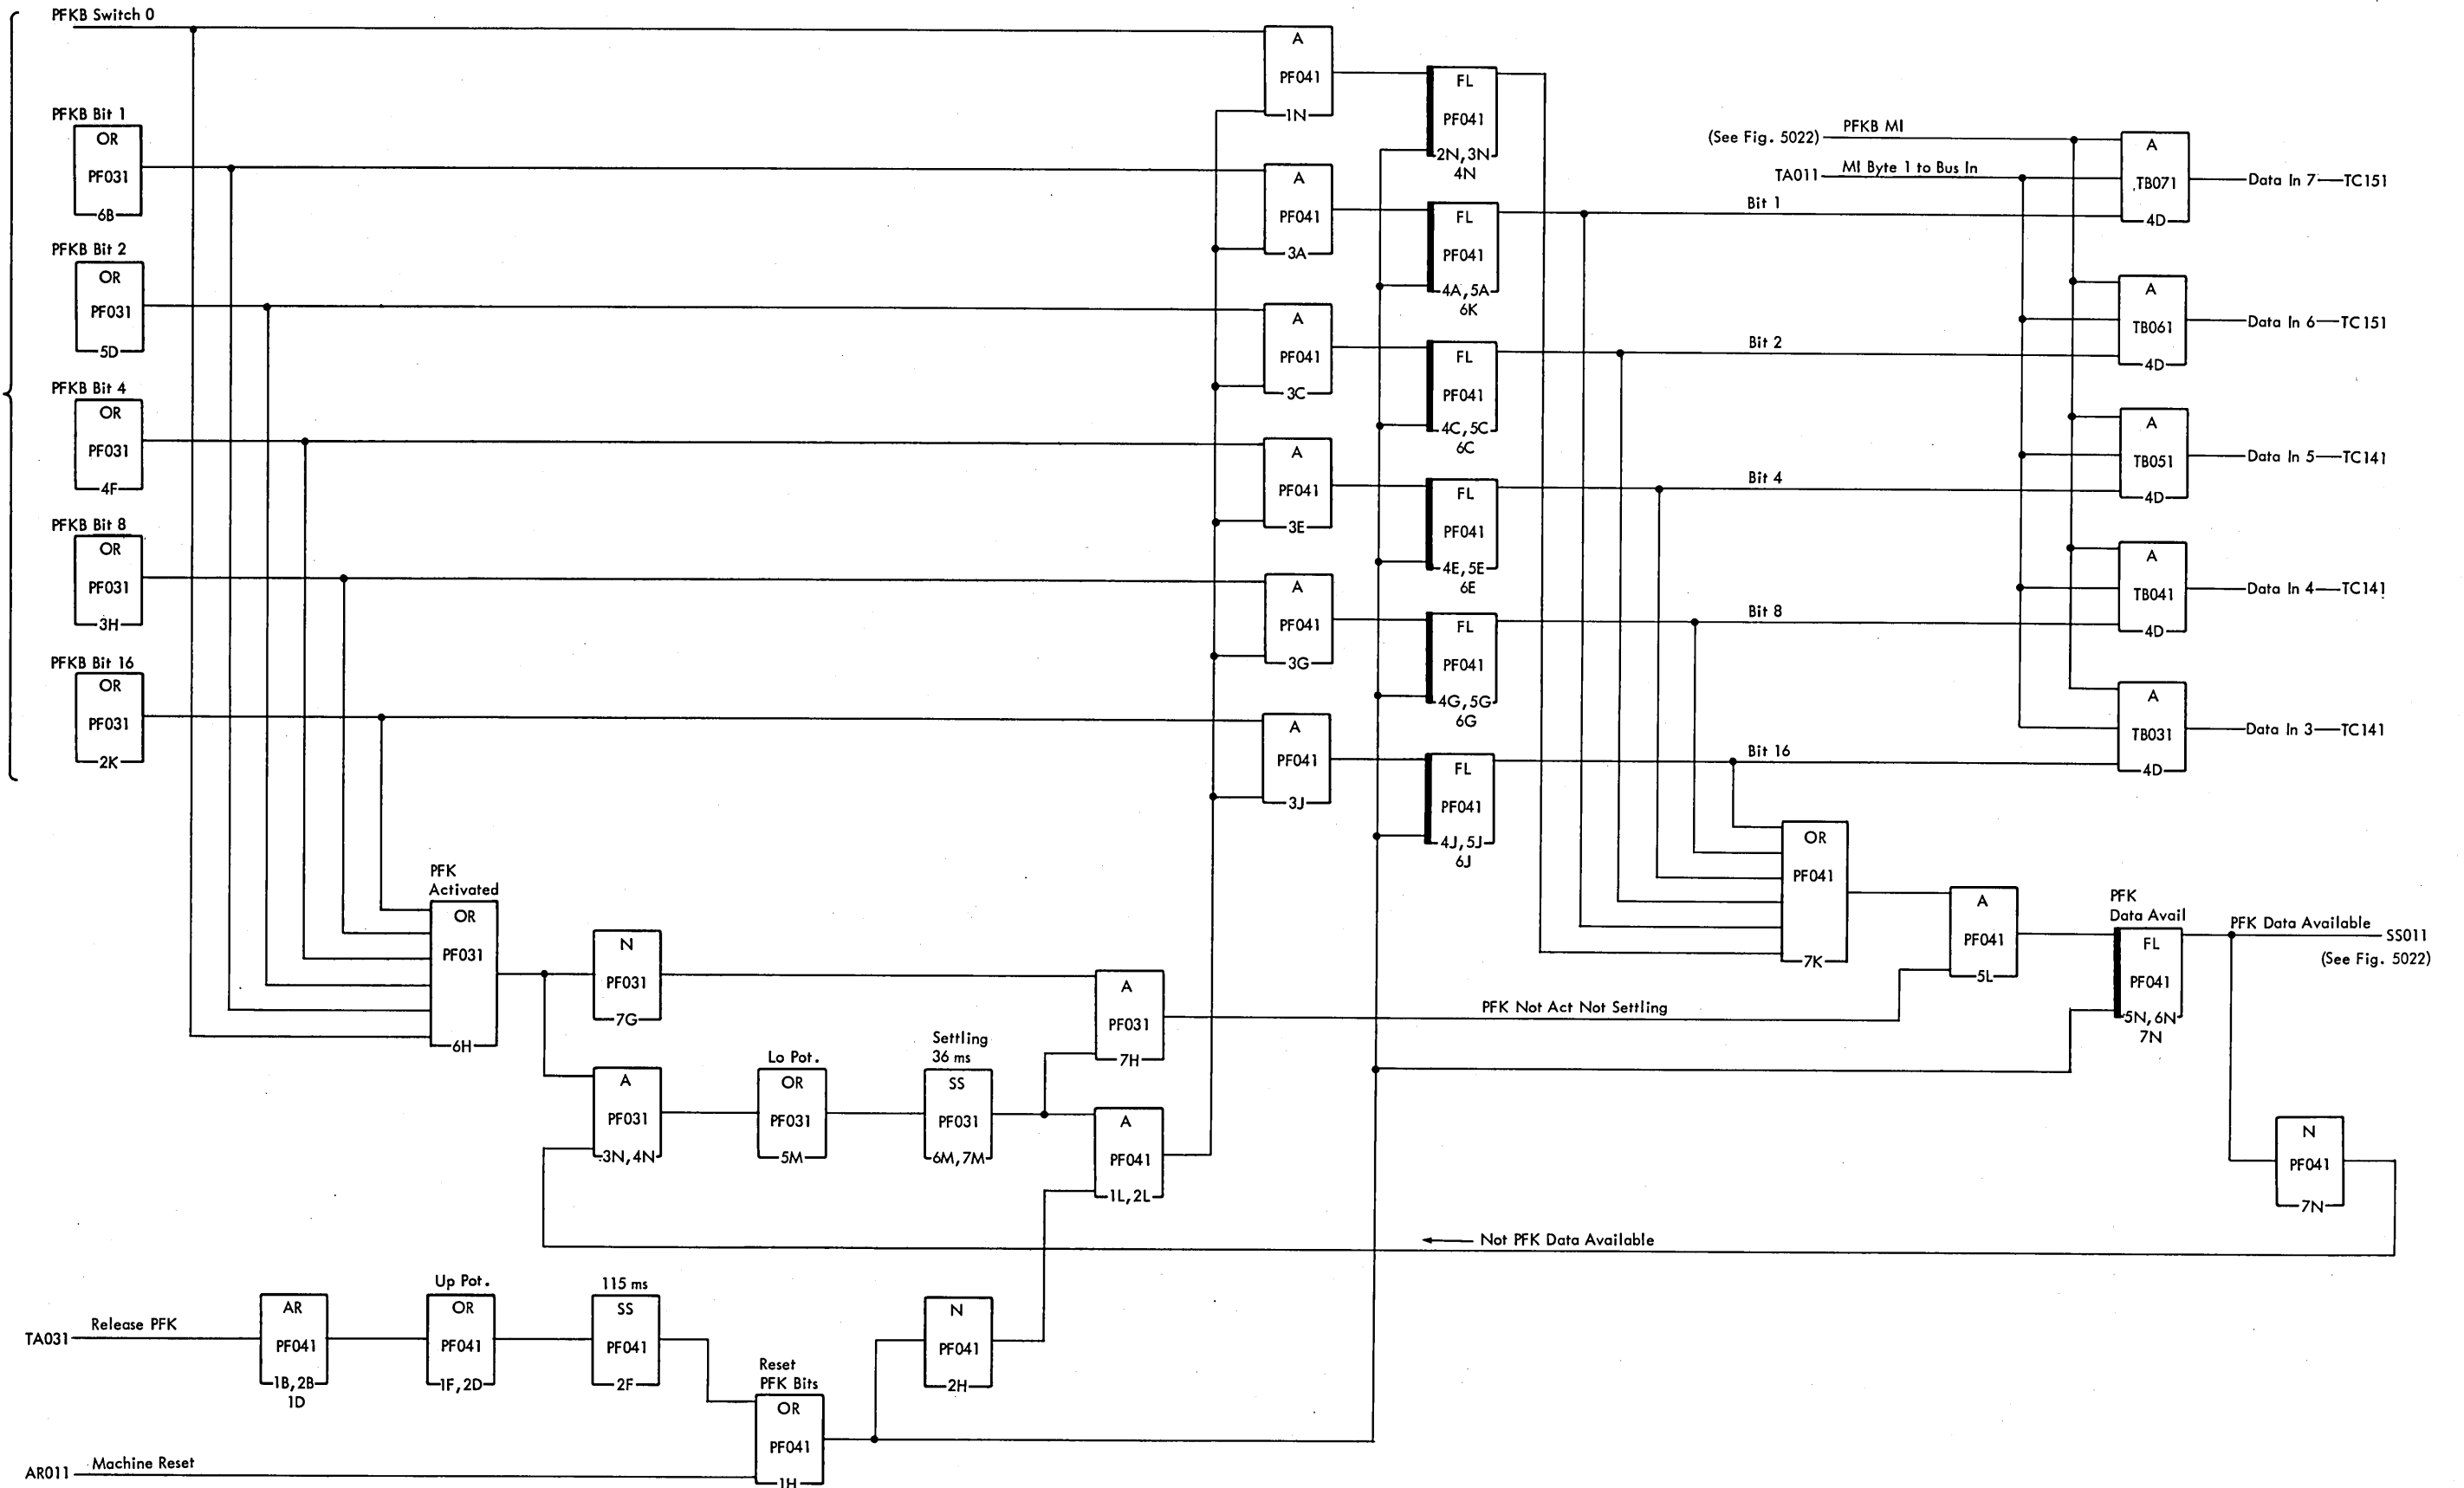 PFKB Switch 0
A
PF041
1N
FL
PF041
2N,3N
4N
PFKB Bit 1
OR
PF031
6B
A
PF041
3A
FL
PF041
4A,5A
6K
(See Fig. 5022)
PFKB MI
TA011
MI Byte 1 to Bus In
Bit 1
A
TB071
4D
Data In 7
TC151
PFKB Bit 2
OR
PF031
5D
A
PF041
3C
FL
PF041
4C,5C
6C
Bit 2
A
TB061
4D
Data In 6
TC151
PFKB Bit 4
OR
PF031
4F
A
PF041
3E
FL
PF041
4E,5E
6E
Bit 4
A
TB051
4D
Data In 5
TC141
PFKB Bit 8
OR
PF031
3H
A
PF041
3G
FL
PF041
4G,5G
6G
Bit 8
A
TB041
4D
Data In 4
TC141
PFKB Bit 16
OR
PF031
2K
A
PF041
3J
FL
PF041
4J,5J
6J
Bit 16
A
TB031
4D
Data In 3
TC141
PFK
Activated
OR
PF031
6H
N
PF031
7G
A
PF031
7H
PFK Not Act Not Settling
OR
PF041
7K
A
PF041
5L
PFK
Data Avail
FL
PF041
5N,6N
7N
PFK Data Available
SS011
(See Fig. 5022)
A
PF031
3N,4N
Lo Pot.
OR
PF031
5M
Settling
36 ms
SS
PF031
6M,7M
A
PF041
1L,2L
N
PF041
7N
Not PFK Data Available
TA031
Release PFK
AR
PF041
1B,2B
1D
Up Pot.
OR
PF041
1F,2D
115 ms
SS
PF041
2F
N
PF041
2H
Reset
PFK Bits
OR
PF041
1H
AR011
Machine Reset